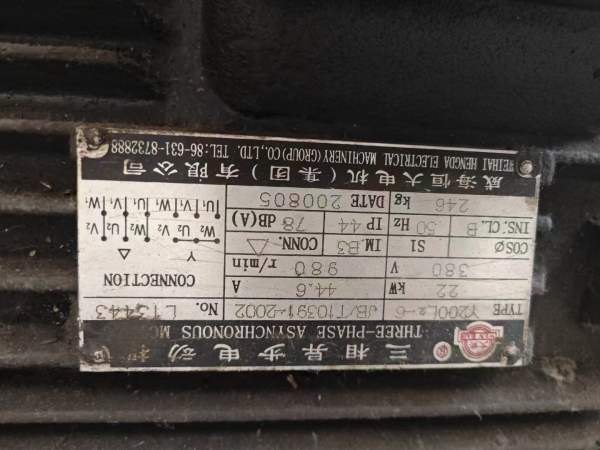 三相异步电动
THREE-PHASE ASYNCHRONOUS MO
TYPE Y200L2-6 JB/T10391-2002 No. L13443
22 kW 44.6 A CONNECTION
380 V 980 r/min △ Y
COSØ S1 IM.B3 CONN. △
INS.CL. B 50 Hz IP 44 78 dB(A)
246 kg DATE 200805
W₂ U₂ V₂ W₂ U₂ V₂
U₁ V₁ W₁ U₁ V₁ W₁
威海恒大电机(集团)有限公司
WEIHAI HENGDA ELECTRICAL MACHINERY(GROUP)CO.,LTD. TEL:86-631-8732888